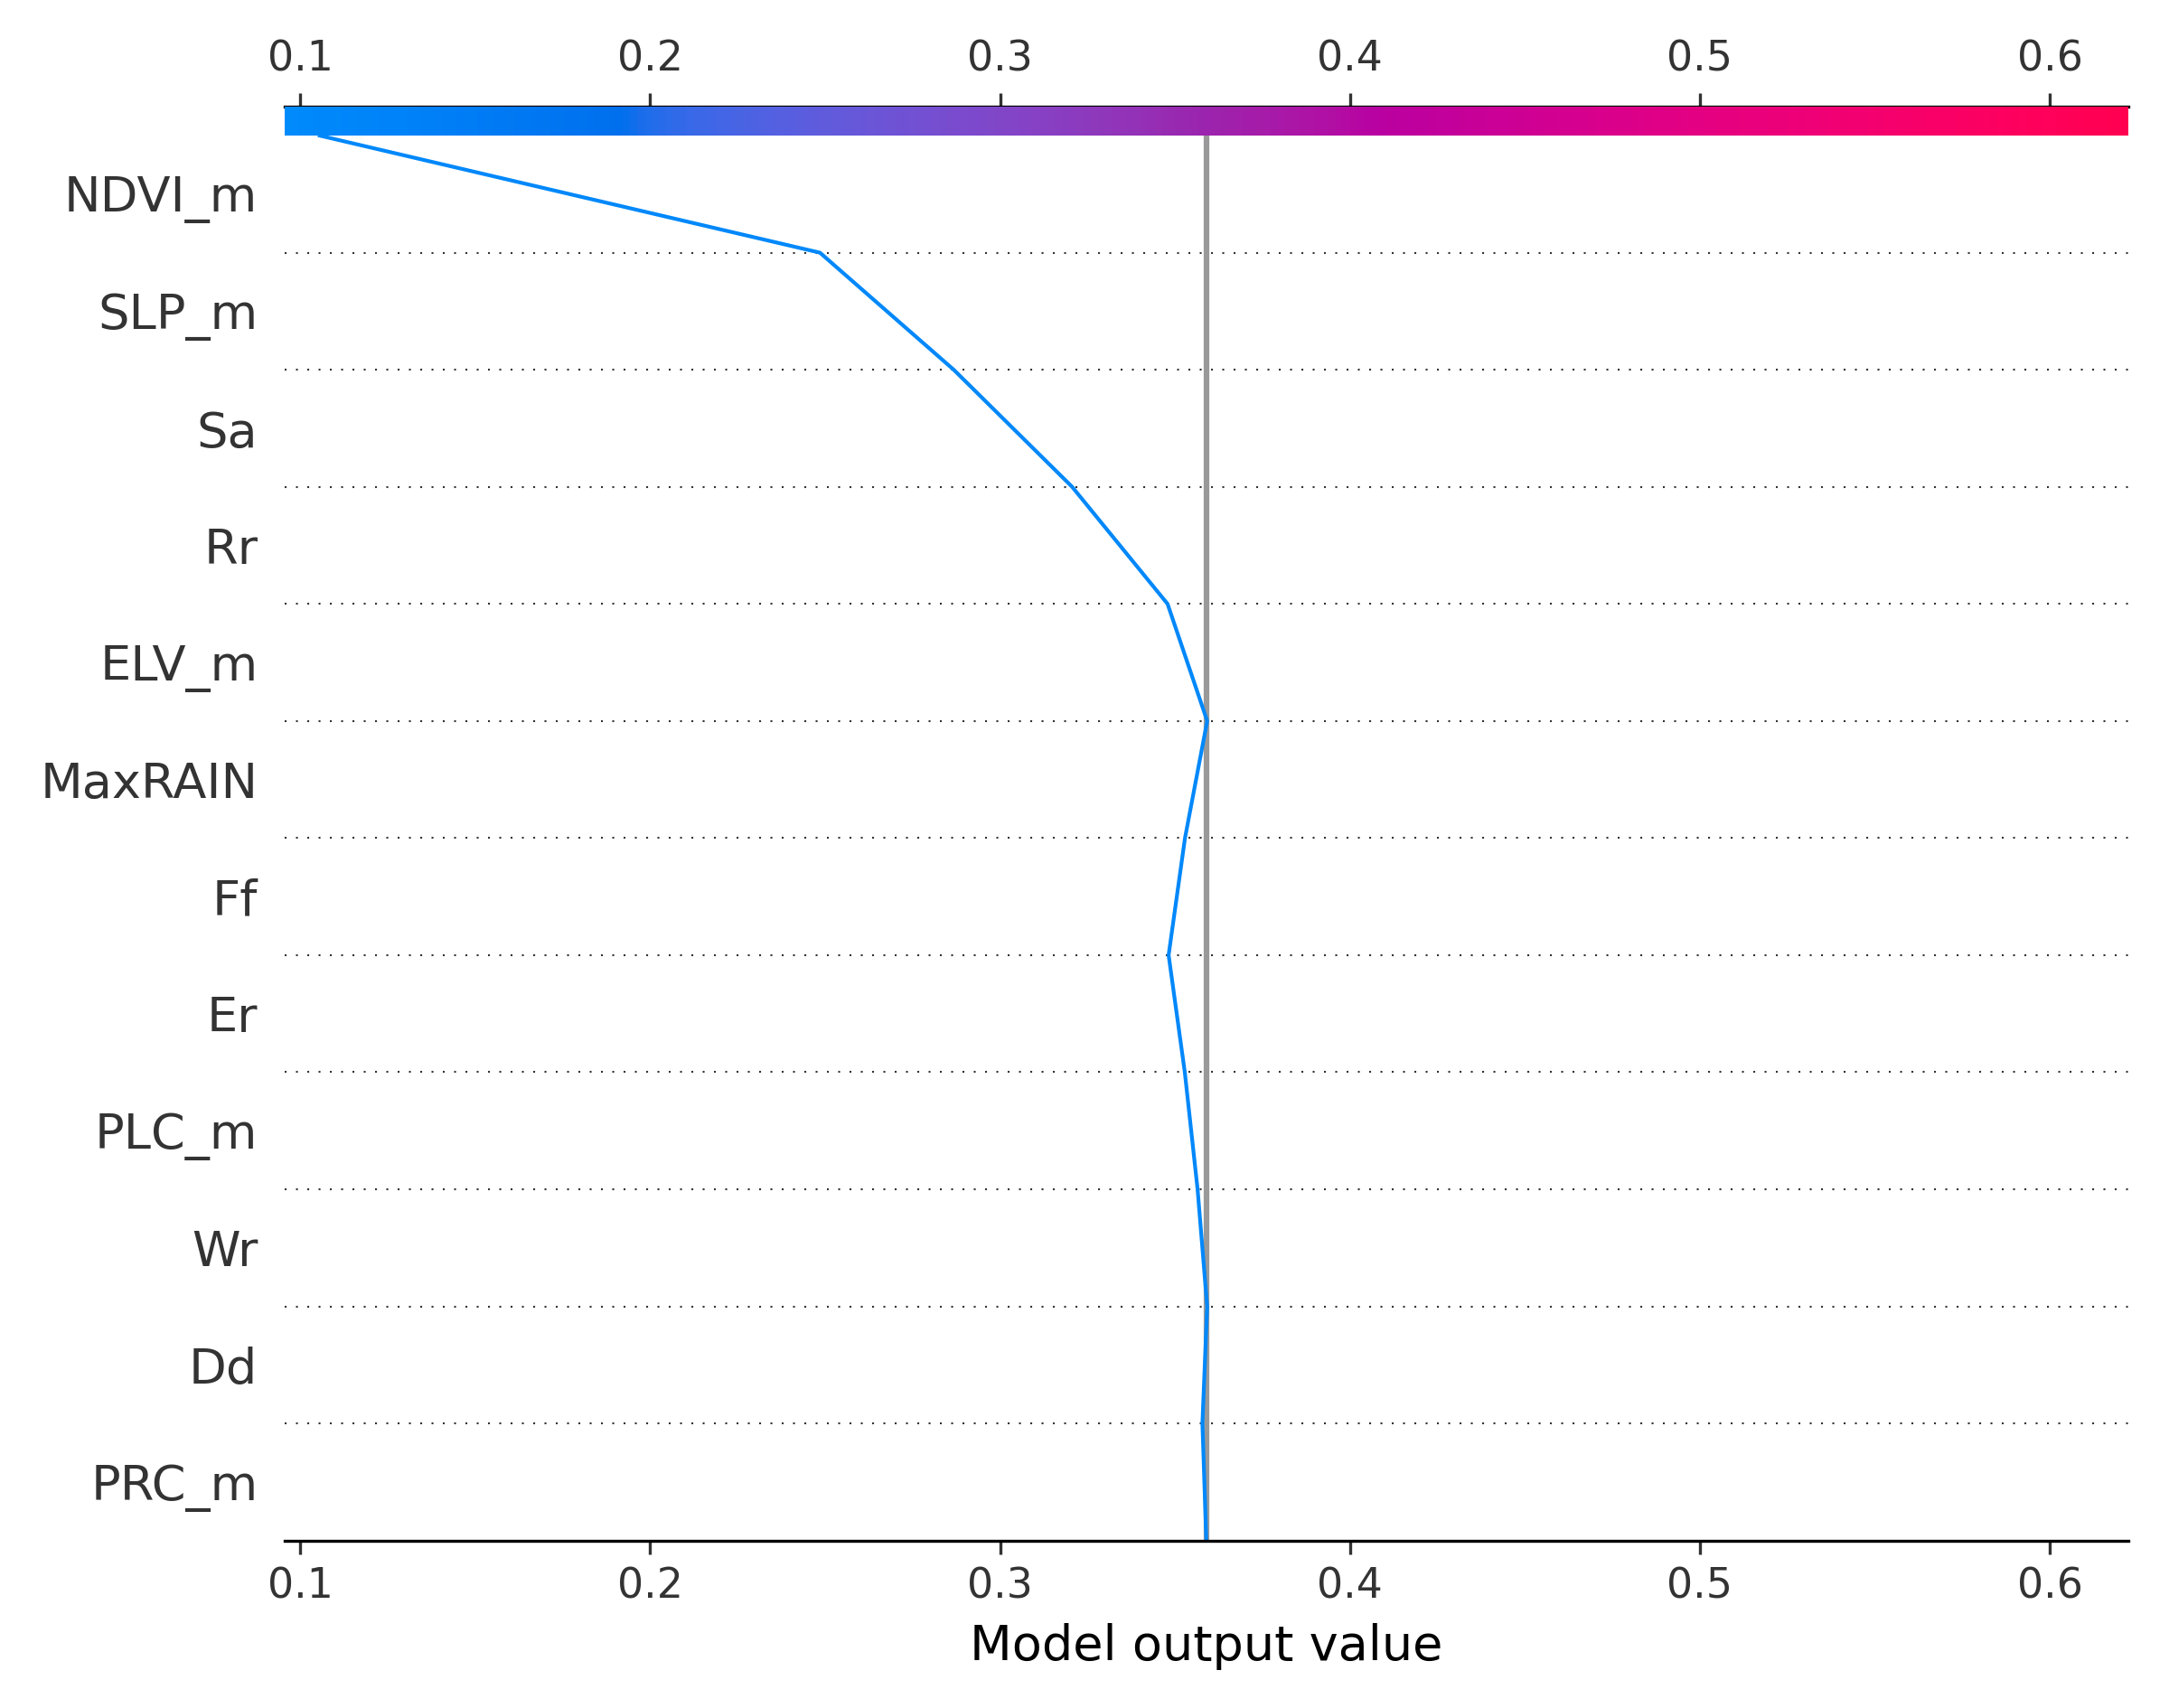 0.1 0.2 0.3 0.4 0.5 0.6
NDVI_m
SLP_m
Sa
Rr
ELV_m
MaxRAIN
Ff
Er
PLC_m
Wr
Dd
PRC_m
0.1 0.2 0.3 0.4 0.5 0.6
Model output value